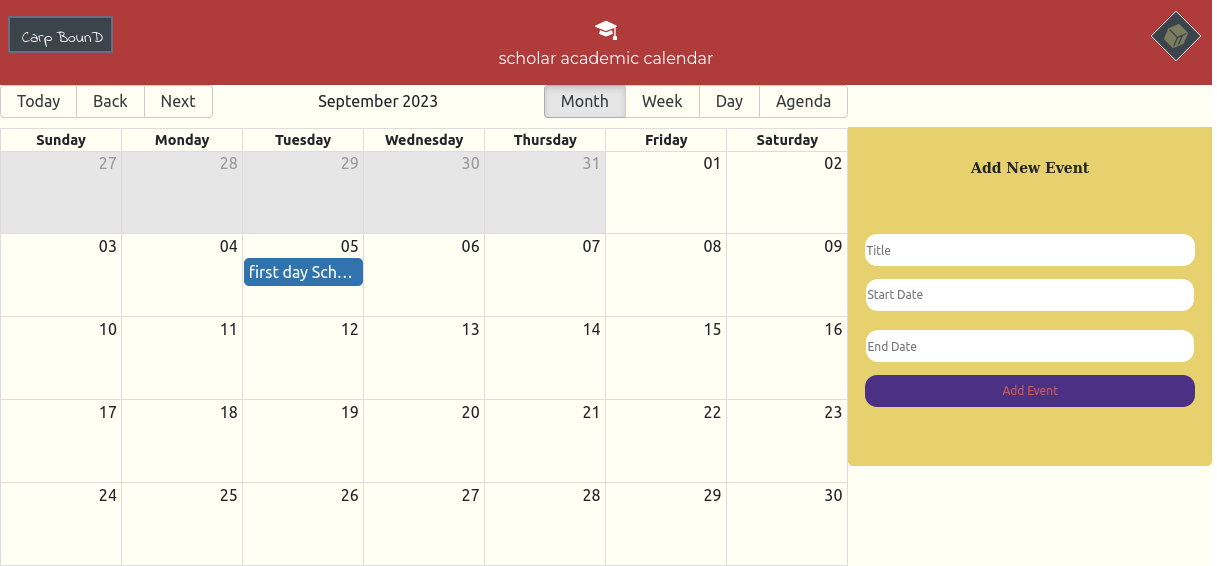 Carp BounD
scholar academic calendar
Today Back Next September 2023 Month Week Day Agenda
Sunday Monday Tuesday Wednesday Thursday Friday Saturday
27 28 29 30 31 01 02
03 04 05 06 07 08 09
first day Sch...
10 11 12 13 14 15 16
17 18 19 20 21 22 23
24 25 26 27 28 29 30
Add New Event
Title
Start Date
End Date
Add Event